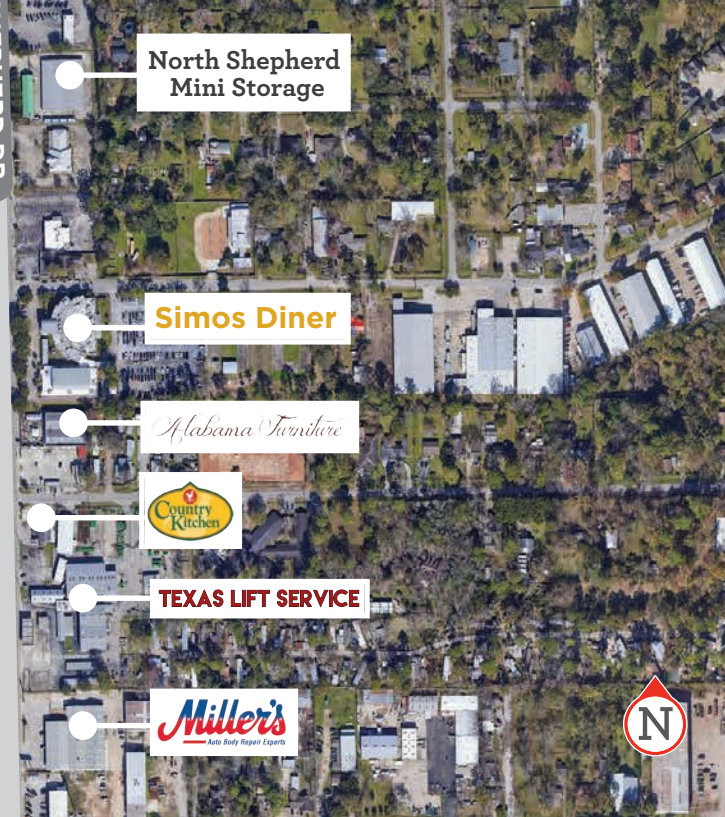 North Shepherd
Mini Storage
Simos Diner
Alabama Furniture
Country
Kitchen
TEXAS LIFT SERVICE
Miller's
Auto Body Repair Experts
N